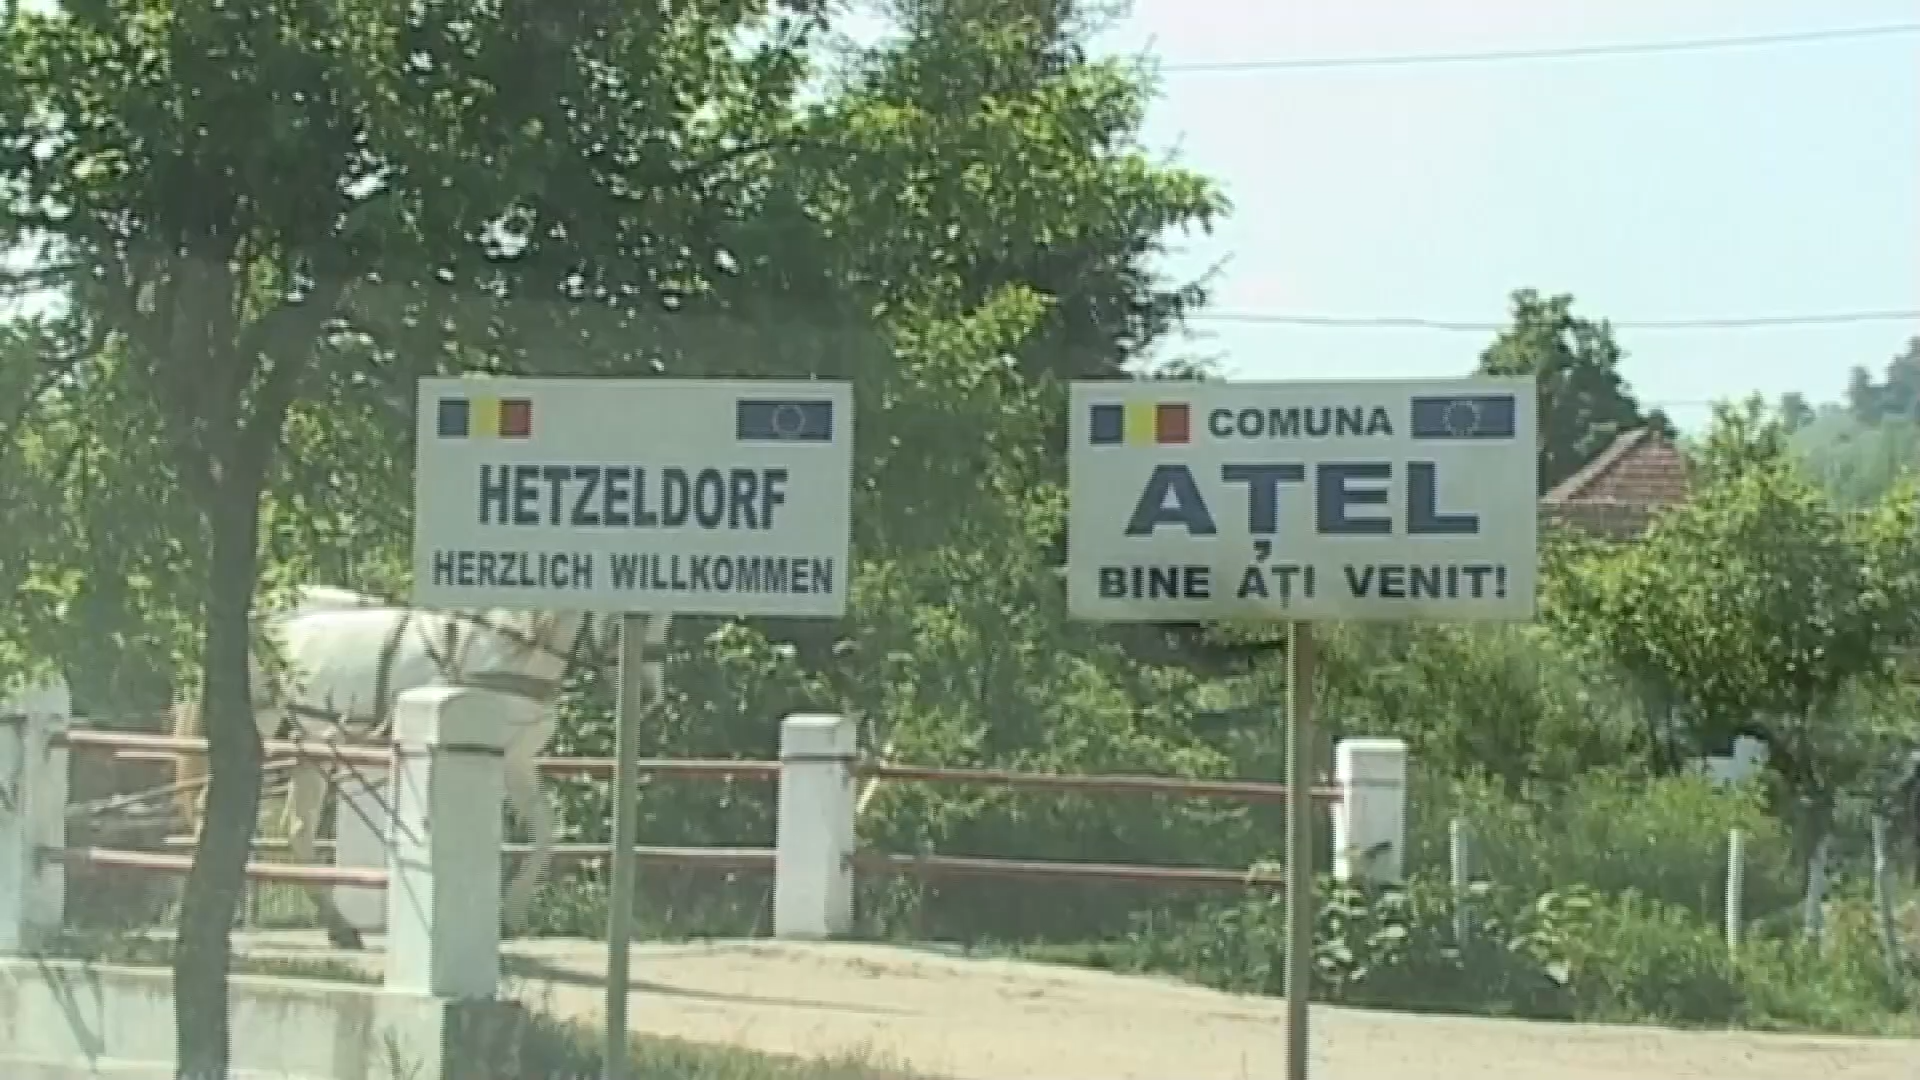 HETZELDORF
HERZLICH WILLKOMMEN
COMUNA
AȚEL
BINE AȚI VENIT!